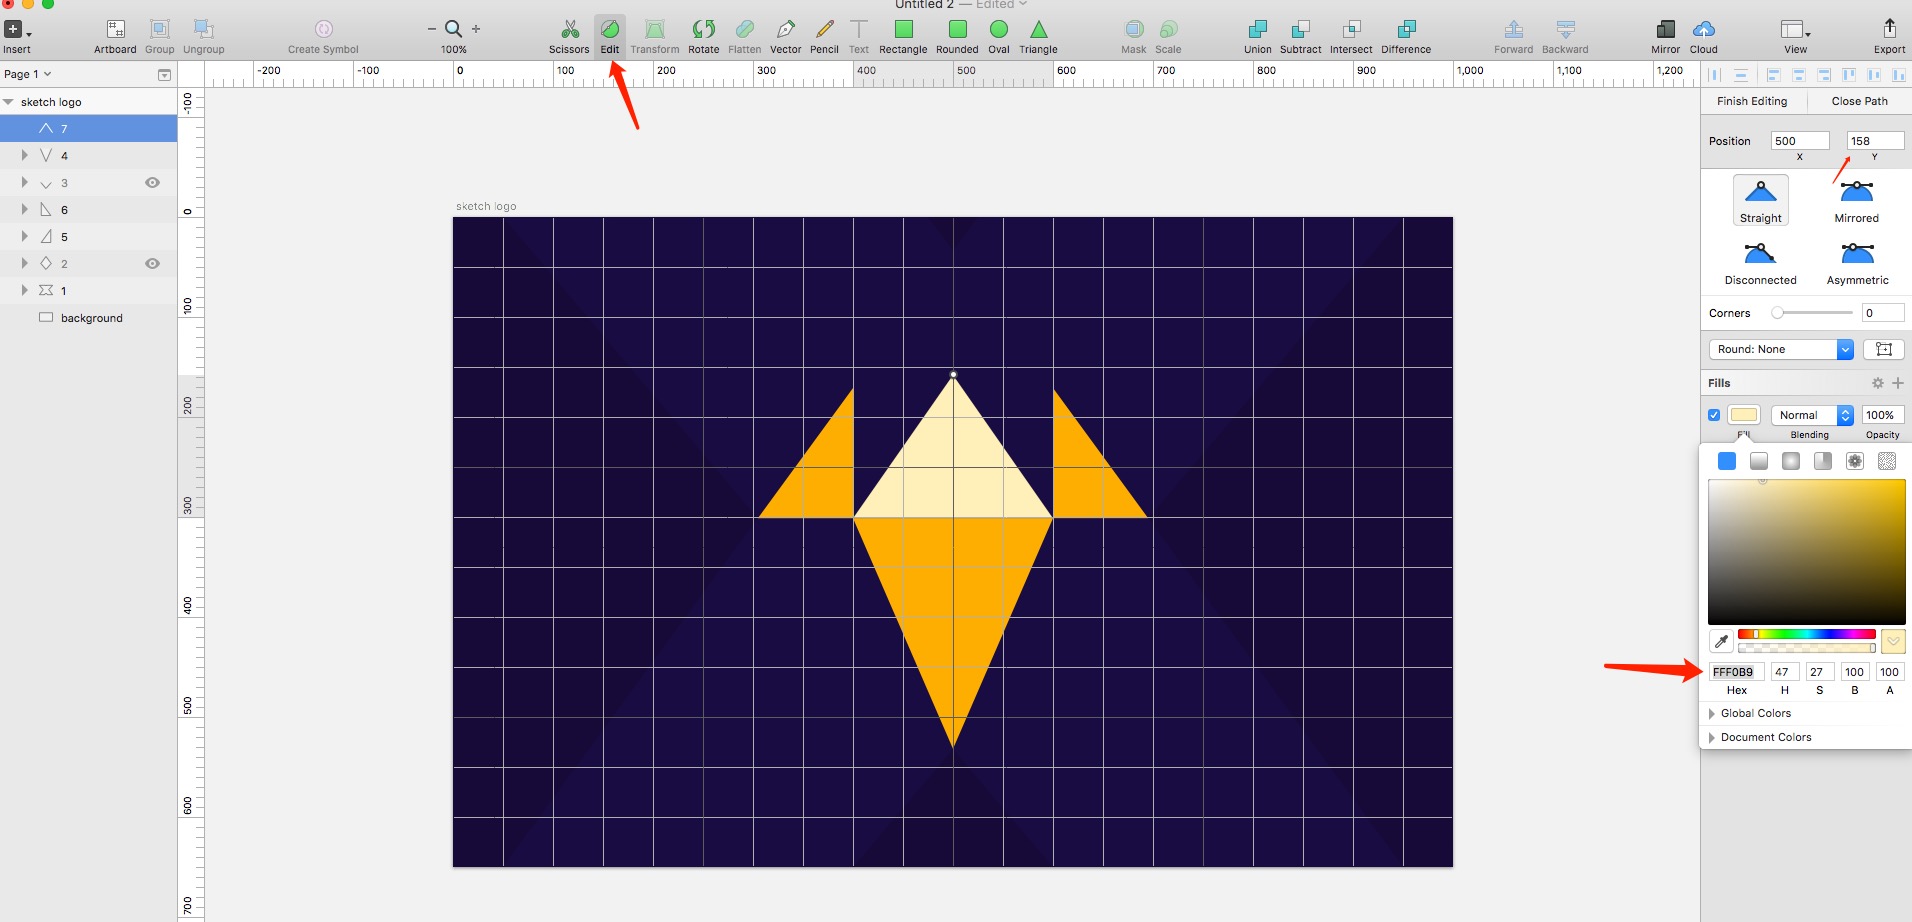 Untitled 2 — Edited
Insert
Artboard Group Ungroup
Create Symbol
100%
Scissors Edit Transform Rotate Flatten Vector Pencil Text Rectangle Rounded Oval Triangle
Mask Scale
Union Subtract Intersect Difference
Forward Backward
Mirror Cloud
View
Export
Page 1
-200 -100 0 100 200 300 400 500 600 700 800 900 1,000 1,100 1,200
-100
0
100
200
300
400
500
600
700
sketch logo
7
4
3
6
5
2
1
background
sketch logo
Finish Editing Close Path
Position 500 158
X Y
Straight Mirrored
Disconnected Asymmetric
Corners 0
Round: None
Fills
Normal 100%
Fill Blending Opacity
FFF0B9 47 27 100 100
Hex H S B A
Global Colors
Document Colors